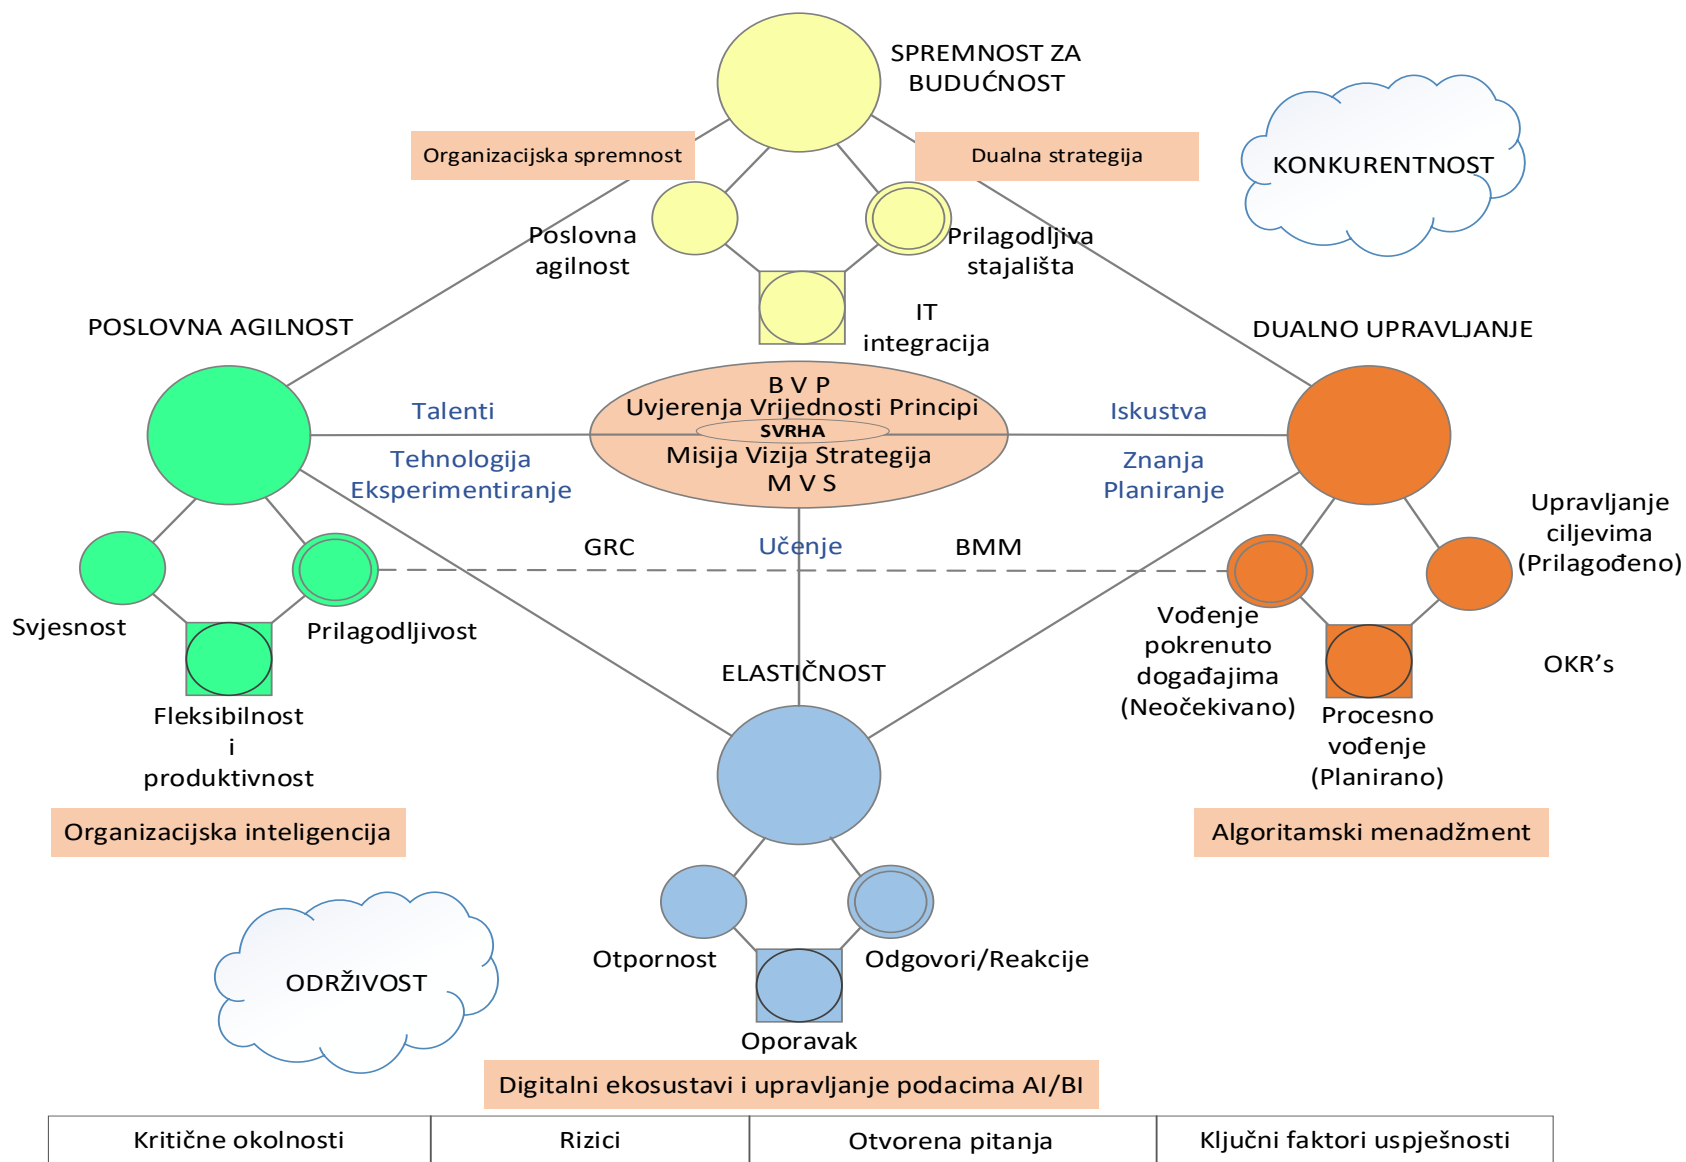 SPREMNOST ZA
BUDUĆNOST
Organizacijska spremnost
Dualna strategija
KONKURENTNOST
Poslovna
agilnost
Prilagodljiva
stajališta
IT
integracija
POSLOVNA AGILNOST
DUALNO UPRAVLJANJE
B V P
Uvjerenja Vrijednosti Principi
SVRHA
Misija Vizija Strategija
M V S
Talenti
Tehnologija
Eksperimentiranje
Iskustva
Znanja
Planiranje
GRC
Učenje
BMM
Svjesnost
Prilagodljivost
Fleksibilnost
i
produktivnost
Upravljanje
ciljevima
(Prilagođeno)
Vođenje
pokrenuto
događajima
(Neočekivano)
OKR's
Procesno
vođenje
(Planirano)
ELASTIČNOST
Organizacijska inteligencija
Algoritamski menadžment
Otpornost
Odgovori/Reakcije
Oporavak
ODRŽIVOST
Digitalni ekosustavi i upravljanje podacima AI/BI
Kritične okolnosti
Rizici
Otvorena pitanja
Ključni faktori uspješnosti